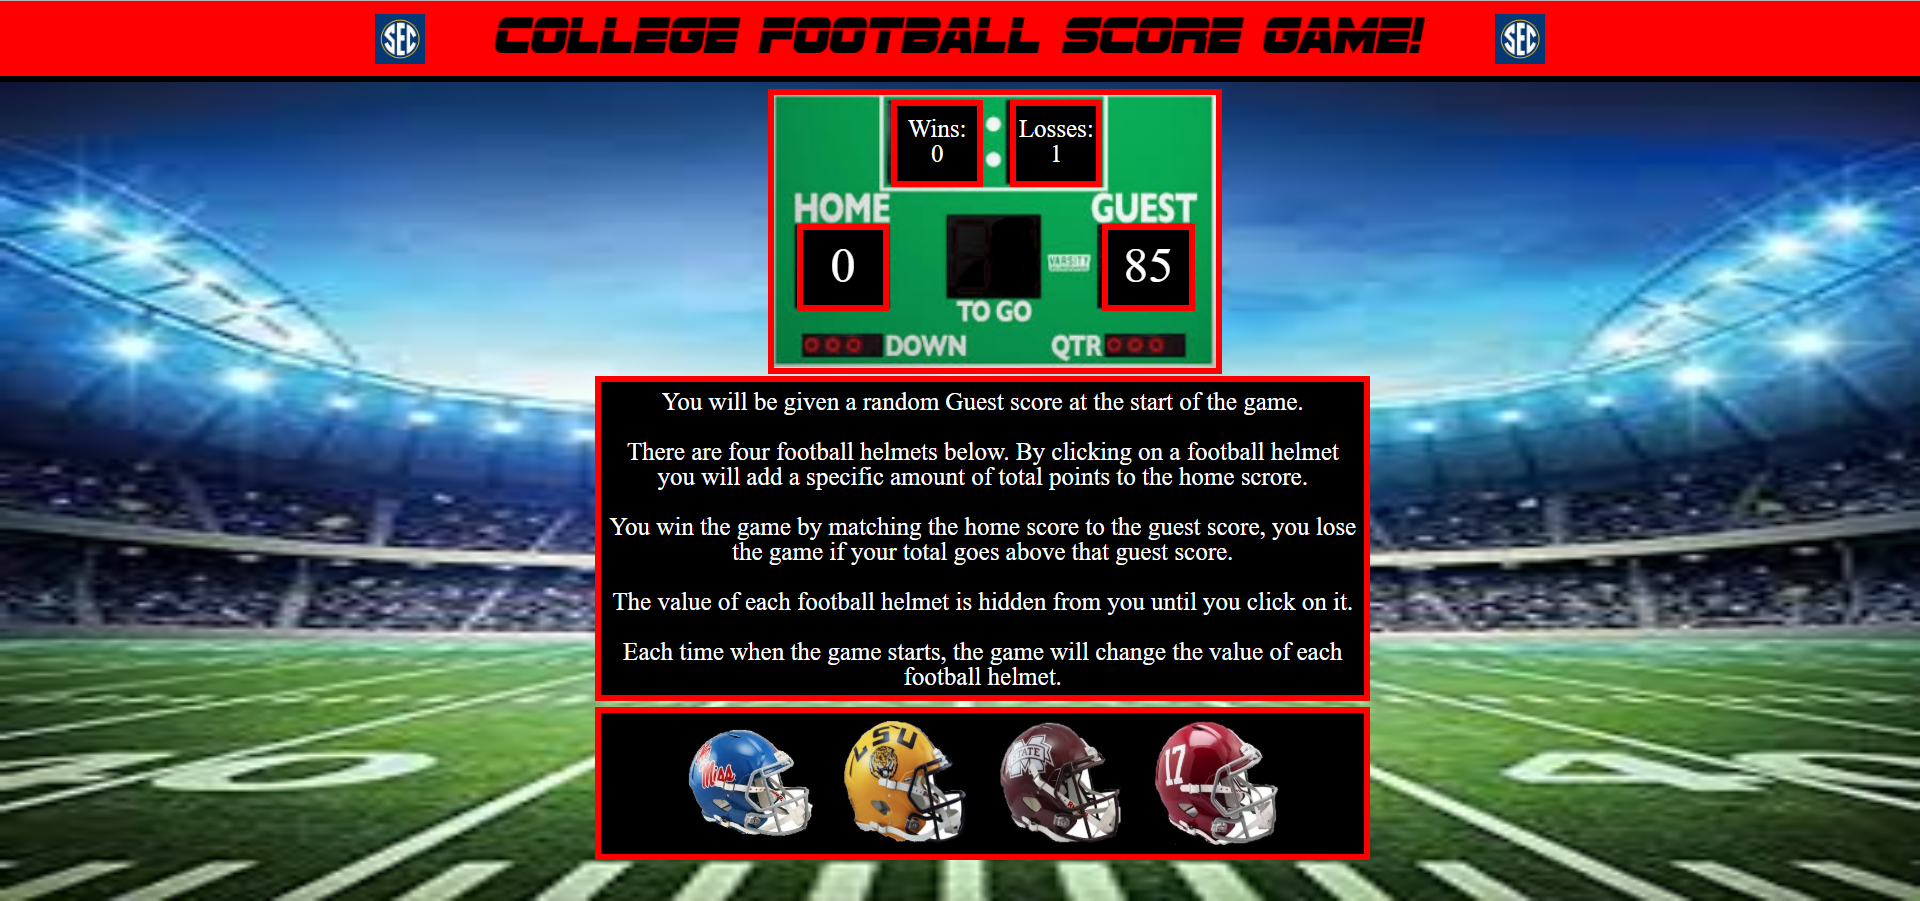 SEC
COLLEGE FOOTBALL SCORE GAME!
SEC
Wins:
0
Losses:
1
HOME
GUEST
0
85
VARSITY
TO GO
DOWN
QTR
You will be given a random Guest score at the start of the game.
There are four football helmets below. By clicking on a football helmet
you will add a specific amount of total points to the home scrore.
You win the game by matching the home score to the guest score, you lose
the game if your total goes above that guest score.
The value of each football helmet is hidden from you until you click on it.
Each time when the game starts, the game will change the value of each
football helmet.
Ole Miss
LSU
M STATE
17